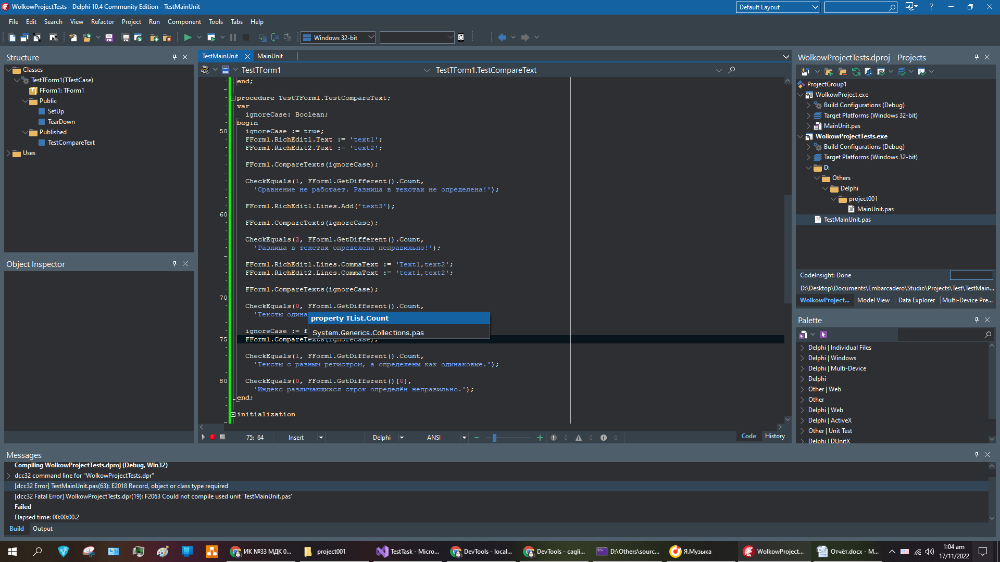 WolkowProjectTests - Delphi 10.4 Community Edition - TestMainUnit
Default Layout
File Edit Search View Refactor Project Run Component Tools Tabs Help
Windows 32-bit
Structure
Classes
TestTForm1(TTestCase)
FForm1: TForm1
Public
SetUp
TearDown
Published
TestCompareText
Uses
Object Inspector
TestMainUnit
MainUnit
TestTForm1
TestTForm1.TestCompareText
end;
procedure TestTForm1.TestCompareText;
var
ignoreCase: Boolean;
begin
50 ignoreCase := true;
FForm1.RichEdit1.Text := 'text1';
FForm1.RichEdit2.Text := 'text2';
FForm1.CompareTexts(ignoreCase);
CheckEquals(1, FForm1.GetDifferent().Count,
'Сравнение не работает. Разница в текстах не определена!');
FForm1.RichEdit1.Lines.Add('text3');
60
FForm1.CompareTexts(ignoreCase);
CheckEquals(2, FForm1.GetDifferent().Count,
'Разница в текстах определена неправильно!');
FForm1.RichEdit1.Lines.CommaText := 'Text1,text2';
FForm1.RichEdit2.Lines.CommaText := 'text1,text2';
FForm1.CompareTexts(ignoreCase);
70
CheckEquals(0, FForm1.GetDifferent().Count,
'Тексты одина
property TList.Count
ignoreCase := f
System.Generics.Collections.pas
75 FForm1.CompareTexts(ignoreCase);
CheckEquals(1, FForm1.GetDifferent().Count,
'Тексты с разным регистром, а определены как одинаковые.');
80 CheckEquals(0, FForm1.GetDifferent()[0],
'Индекс различающихся строк определён неправильно.');
end;
initialization
75: 64 Insert Delphi ANSI 0 0 0 Code History
WolkowProjectTests.dproj - Projects
ProjectGroup1
WolkowProject.exe
Build Configurations (Debug)
Target Platforms (Windows 32-bit)
MainUnit.pas
WolkowProjectTests.exe
Build Configurations (Debug)
Target Platforms (Windows 32-bit)
D:
Others
Delphi
project001
MainUnit.pas
TestMainUnit.pas
CodeInsight: Done
D:\Desktop\Documents\Embarcadero\Studio\Projects\Test\TestMain...
WolkowProject... Model View Data Explorer Multi-Device Pre...
Palette
Delphi | Individual Files
Delphi | Windows
Delphi | Multi-Device
Delphi
Other | Web
Other
Delphi | Web
Delphi | ActiveX
Other | Unit Test
Delphi | DUnitX
Messages
Compiling WolkowProjectTests.dproj (Debug, Win32)
dcc32 command line for "WolkowProjectTests.dpr"
[dcc32 Error] TestMainUnit.pas(63): E2018 Record, object or class type required
[dcc32 Fatal Error] WolkowProjectTests.dpr(19): F2063 Could not compile used unit 'TestMainUnit.pas'
Failed
Elapsed time: 00:00:00.2
Build Output
ИК №33 МДК 0...
project001
TestTask - Micro...
DevTools - local...
DevTools - cagli...
D:\Others\sourc...
Я.Музыка
WolkowProject...
Отчёт.docx - M...
1:04 am
17/11/2022